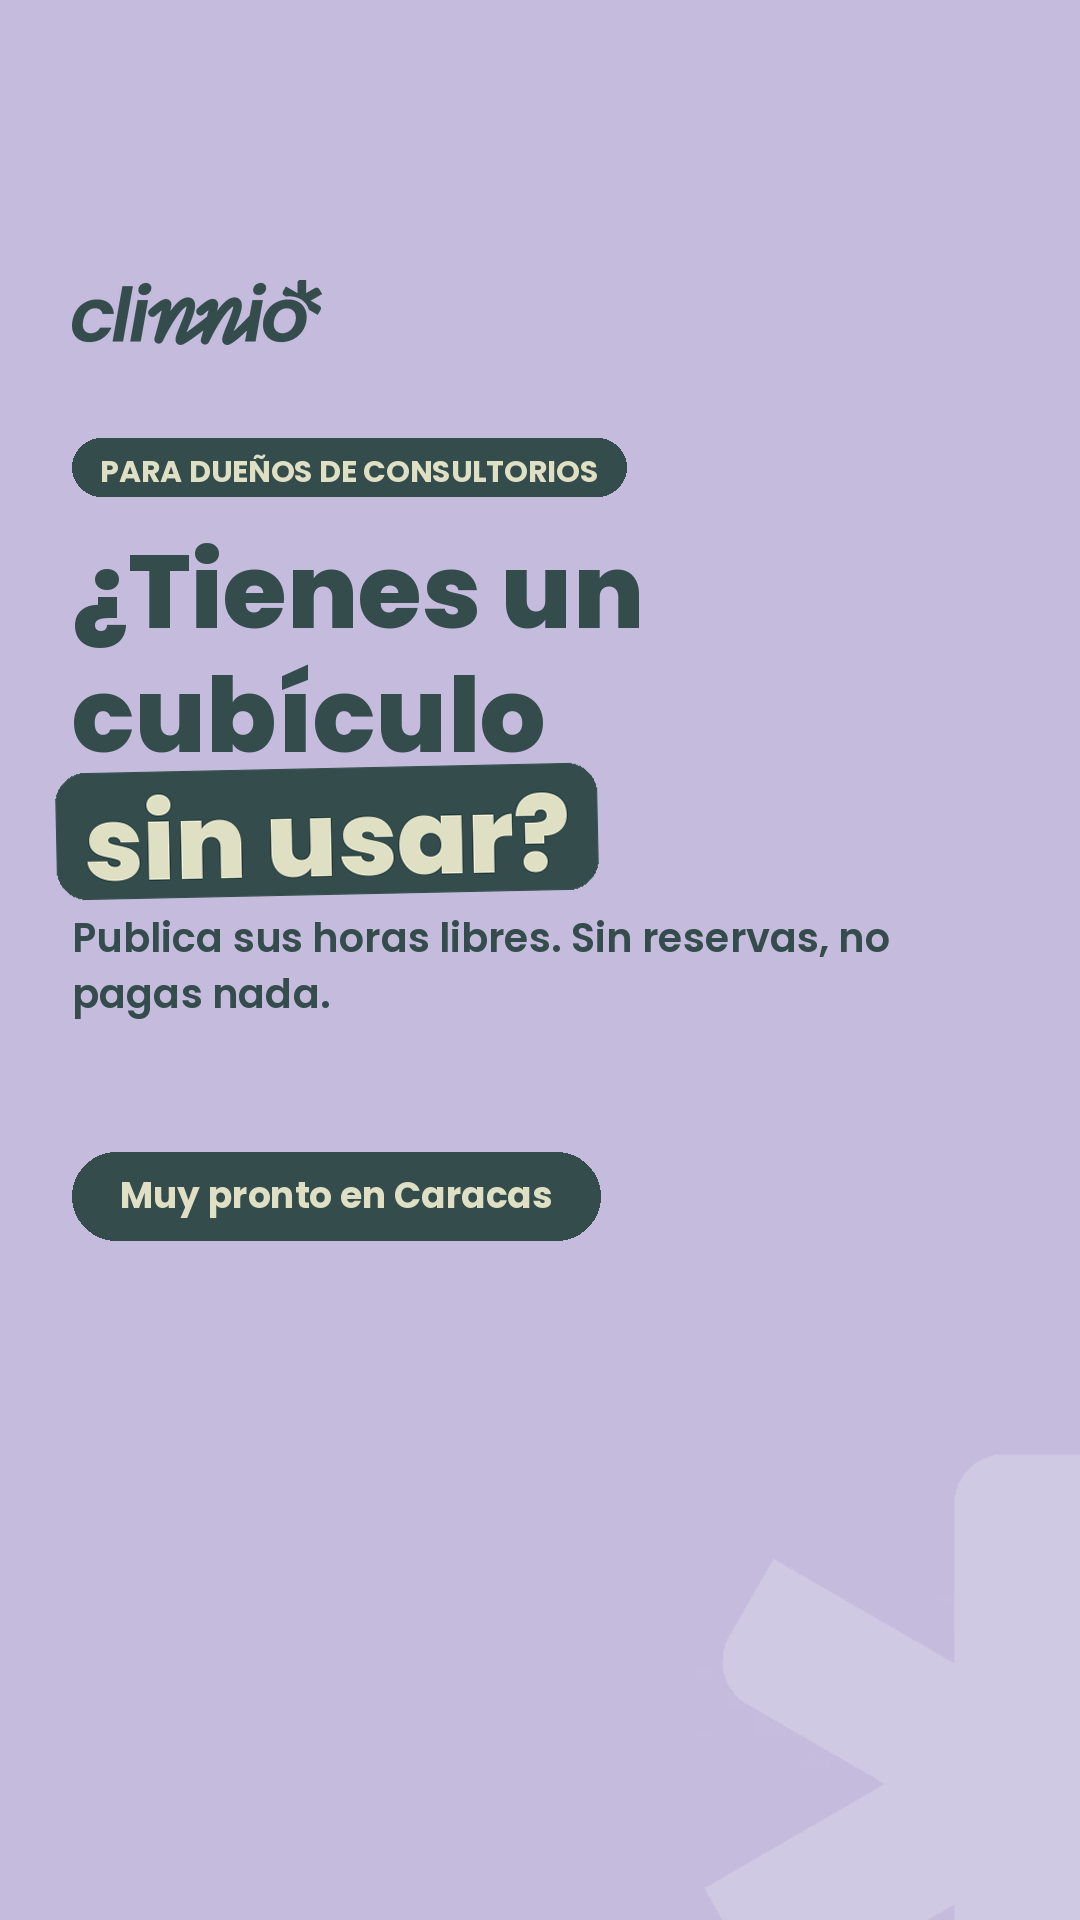 clinnio*
PARA DUEÑOS DE CONSULTORIOS
¿Tienes un
cubículo
sin usar?
Publica sus horas libres. Sin reservas, no
pagas nada.
Muy pronto en Caracas